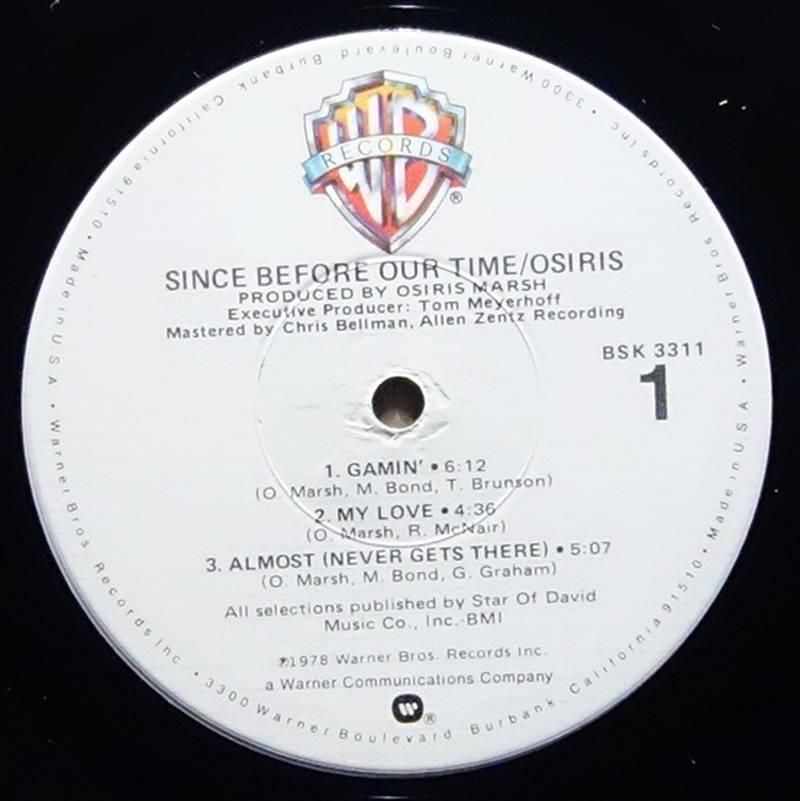 WB
RECORDS
®
SINCE BEFORE OUR TIME/OSIRIS
PRODUCED BY OSIRIS MARSH
Executive Producer: Tom Meyerhoff
Mastered by Chris Bellman, Allen Zentz Recording
BSK 3311
1
1. GAMIN' • 6:12
(O. Marsh, M. Bond, T. Brunson)
2. MY LOVE • 4:36
(O. Marsh, R. McNair)
3. ALMOST (NEVER GETS THERE) • 5:07
(O. Marsh, M. Bond, G. Graham)
All selections published by Star Of David
Music Co., Inc.-BMI
℗1978 Warner Bros. Records Inc.
a Warner Communications Company
®
Warner Bros. Records Inc. • 3300 Warner Boulevard, Burbank, California 91510 • Made in U S A • Warner Bros. Records Inc. • 3300 Warner Boulevard, Burbank, California 91510 • Made in U S A •